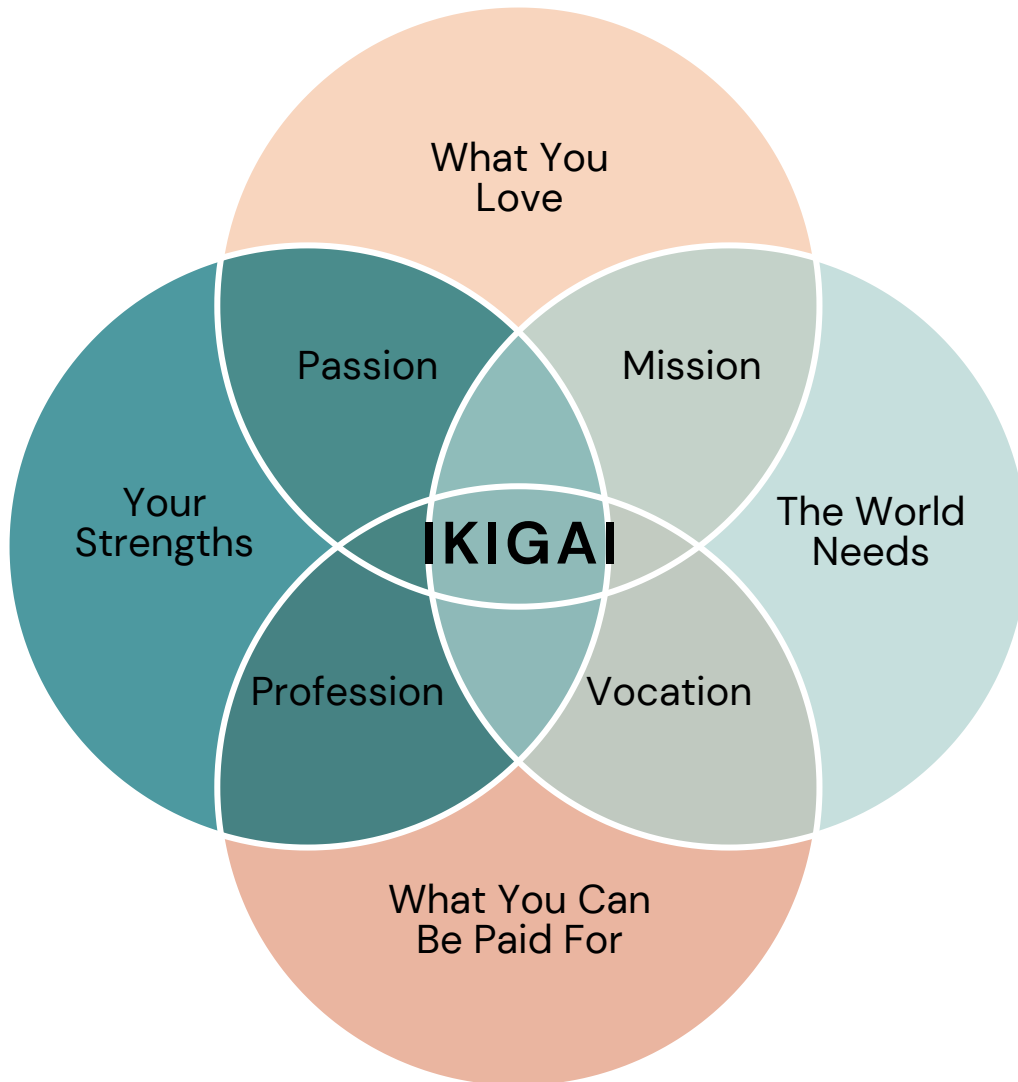 What You
Love
Passion
Mission
Your
Strengths
IKIGAI
The World
Needs
Profession
Vocation
What You Can
Be Paid For